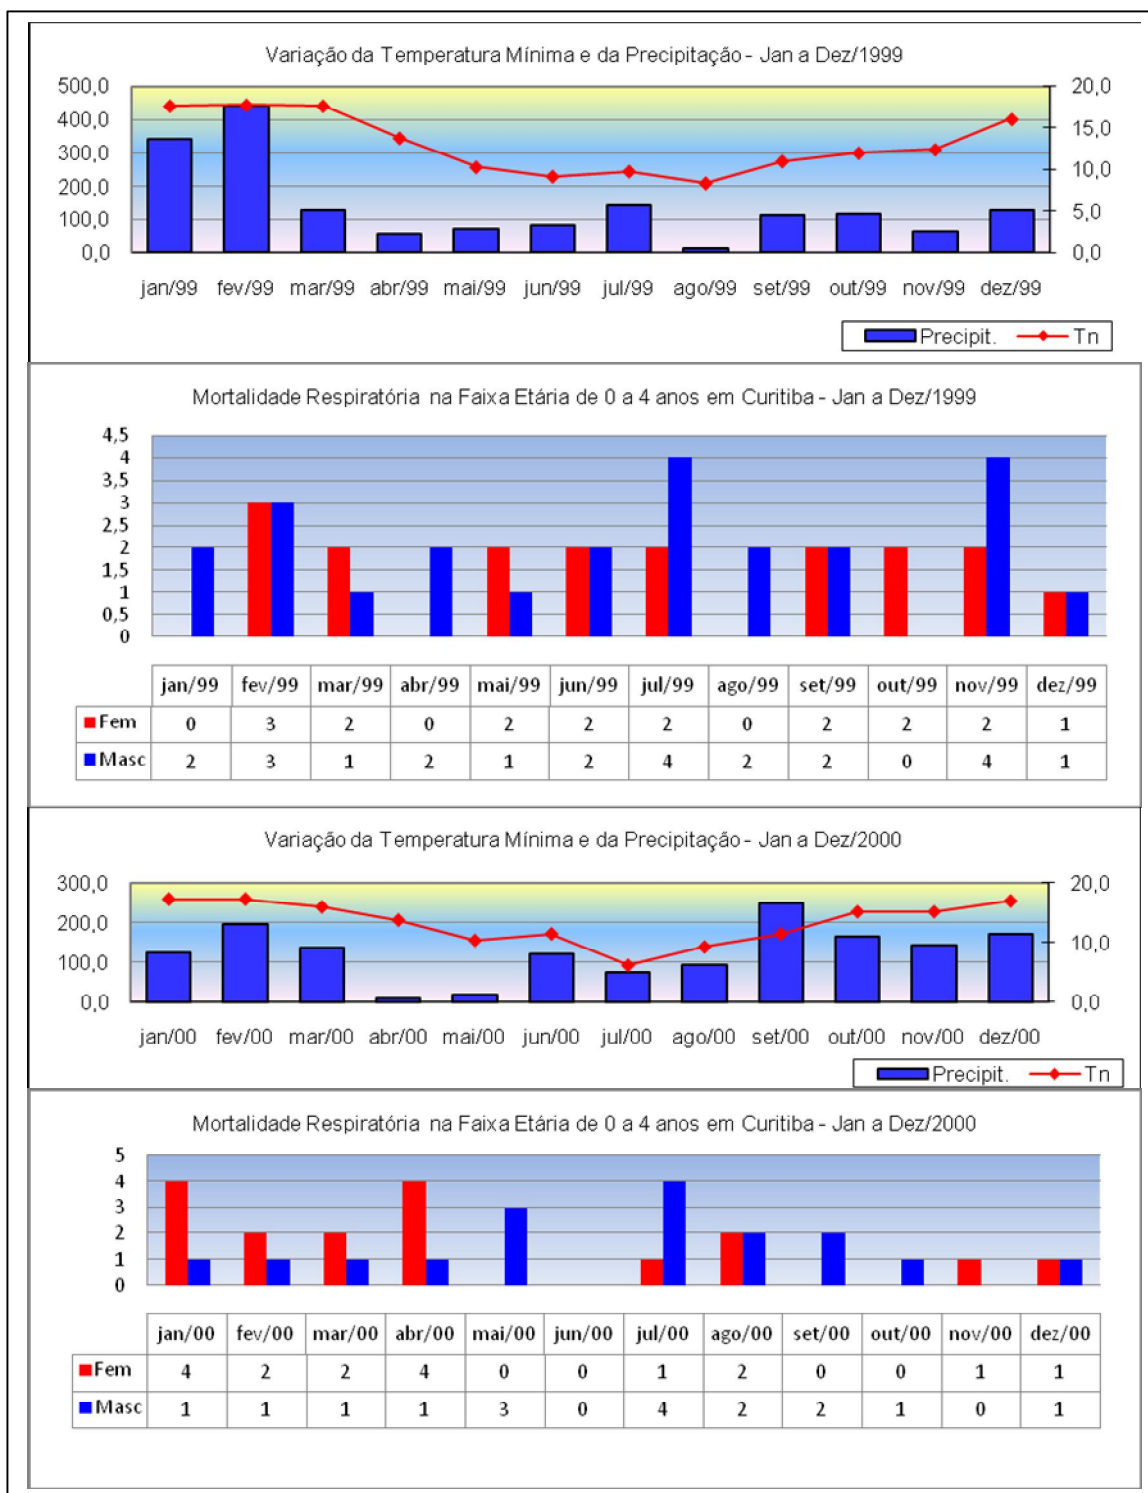 Variação da Temperatura Mínima e da Precipitação - Jan a Dez/1999
500,0 20,0
400,0 15,0
300,0 10,0
200,0
100,0 5,0
0,0 0,0
jan/99 fev/99 mar/99 abr/99 mai/99 jun/99 jul/99 ago/99 set/99 out/99 nov/99 dez/99
Precipit. Tn
Mortalidade Respiratória na Faixa Etária de 0 a 4 anos em Curitiba - Jan a Dez/1999
4,5
4
3,5
3
2,5
2
1,5
1
0,5
0
jan/99 fev/99 mar/99 abr/99 mai/99 jun/99 jul/99 ago/99 set/99 out/99 nov/99 dez/99
Fem 0 3 2 0 2 2 2 0 2 2 2 1
Masc 2 3 1 2 1 2 4 2 2 0 4 1
Variação da Temperatura Mínima e da Precipitação - Jan a Dez/2000
300,0 20,0
200,0 10,0
100,0
0,0 0,0
jan/00 fev/00 mar/00 abr/00 mai/00 jun/00 jul/00 ago/00 set/00 out/00 nov/00 dez/00
Precipit. Tn
Mortalidade Respiratória na Faixa Etária de 0 a 4 anos em Curitiba - Jan a Dez/2000
5
4
3
2
1
0
jan/00 fev/00 mar/00 abr/00 mai/00 jun/00 jul/00 ago/00 set/00 out/00 nov/00 dez/00
Fem 4 2 2 4 0 0 1 2 0 0 1 1
Masc 1 1 1 1 3 0 4 2 2 1 0 1